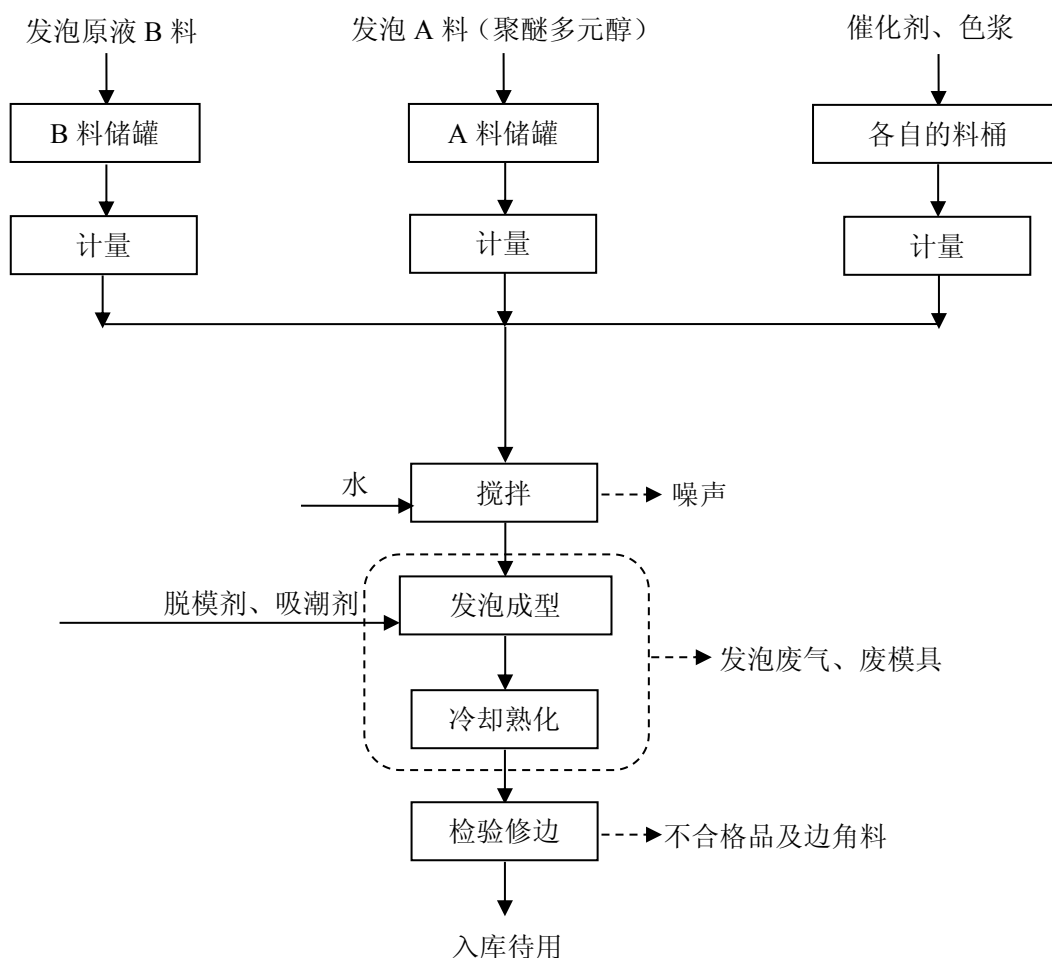 发泡原液 B 料
发泡 A 料（聚醚多元醇）
催化剂、色浆
B 料储罐
A 料储罐
各自的料桶
计量
计量
计量
水
搅拌
噪声
脱模剂、吸潮剂
发泡成型
发泡废气、废模具
冷却熟化
检验修边
不合格品及边角料
入库待用